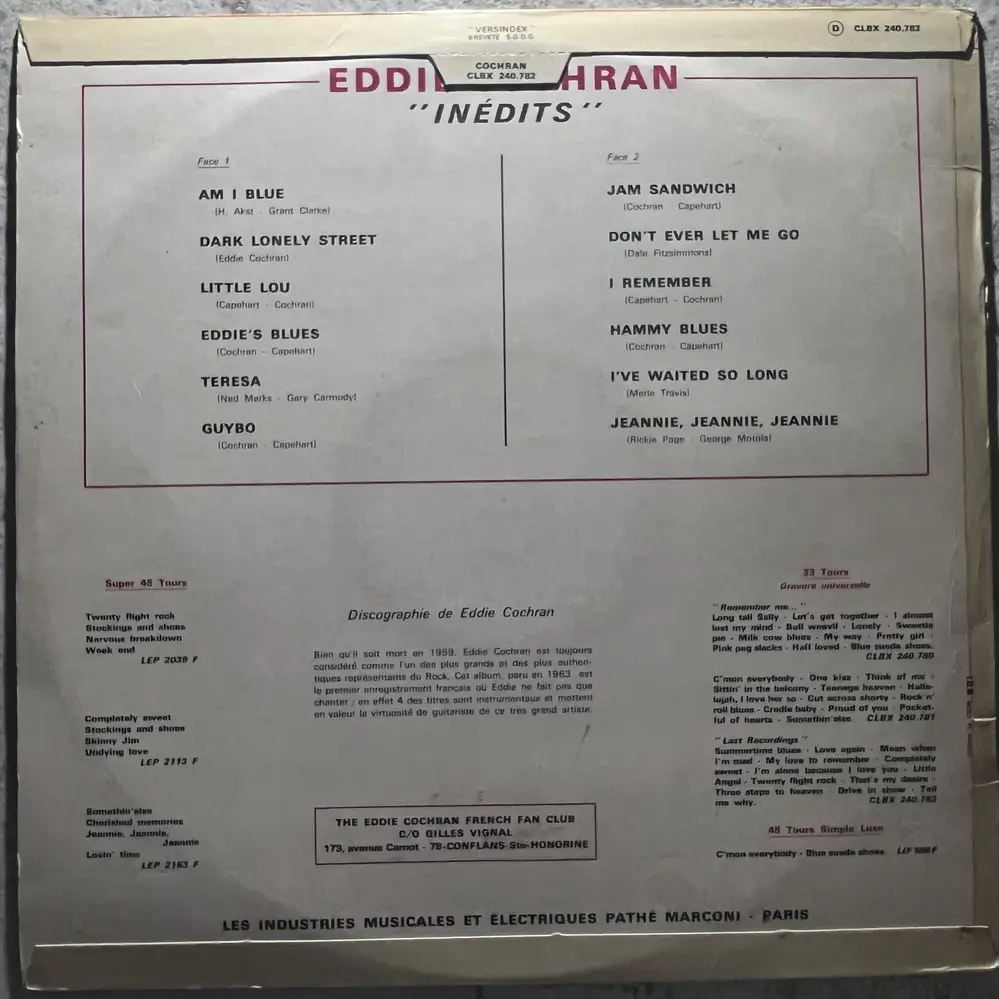 "VERSINDEX"
BREVETÉ S.G.D.G.
D CLBX 240.782
COCHRAN
CLBX 240.782
EDDI HRAN
"INÉDITS"
Face 1
AM I BLUE
(H. Akst - Grant Clarke)
DARK LONELY STREET
(Eddie Cochran)
LITTLE LOU
(Capehart - Cochran)
EDDIE'S BLUES
(Cochran - Capehart)
TERESA
(Ned Marks - Gary Carmody)
GUYBO
(Cochran - Capehart)
Face 2
JAM SANDWICH
(Cochran Capehart)
DON'T EVER LET ME GO
(Dale Fitzsimmons)
I REMEMBER
(Capehart - Cochran)
HAMMY BLUES
(Cochran - Capehart)
I'VE WAITED SO LONG
(Merle Travis)
JEANNIE, JEANNIE, JEANNIE
(Rickie Page - George Motola)
Super 45 Tours
Twenty flight rock
Stockings and shoes
Nervous breakdown
Week end
LEP 2039 F
Completely sweet
Stockings and shoes
Skinny Jim
Undying love
LEP 2113 F
Somethin'else
Cherished memories
Jeannie, Jeannie,
Jeannie
Lovin' time
LEP 2163 F
Discographie de Eddie Cochran
Bien qu'il soit mort en 1959, Eddie Cochran est toujours
considéré comme l'un des plus grands et des plus authen-
tiques représentants du Rock. Cet album, paru en 1963 est
le premier enregistrement français où Eddie ne fait pas que
chanter ; en effet 4 des titres sont instrumentaux et mettent
en valeur la virtuosité de guitariste de ce très grand artiste.
THE EDDIE COCHRAN FRENCH FAN CLUB
C/O GILLES VIGNAL
173, avenue Carnot - 78-CONFLANS-Ste-HONORINE
33 Tours
Gravure universelle
"Remember me..."
Long tall Sally - Let's get together - I almost
lost my mind - Boll weevil - Lonely - Sweetie
pie - Milk cow blues - My way - Pretty girl -
Pink peg slacks - Half loved - Blue suede shoes.
CLBX 240.780
C'mon everybody - One kiss - Think of me -
Sittin' in the balcony - Teenage heaven - Halle-
lujah, I love her so - Cut across shorty - Rock'n'
roll blues - Cradle baby - Proud of you - Pocket-
ful of hearts - Somethin'else. CLBX 240.781
"Last Recordings"
Summertime blues - Love again - Mean when
I'm mad - My love to remember - Completely
sweet - I'm alone because I love you - Little
Angel - Twenty flight rock - That's my desire -
Three steps to heaven - Drive in show - Tell
me why. CLBX 240.783
45 Tours Simple Luxe
C'mon everybody - Blue suede shoes
LES INDUSTRIES MUSICALES ET ÉLECTRIQUES PATHÉ MARCONI - PARIS